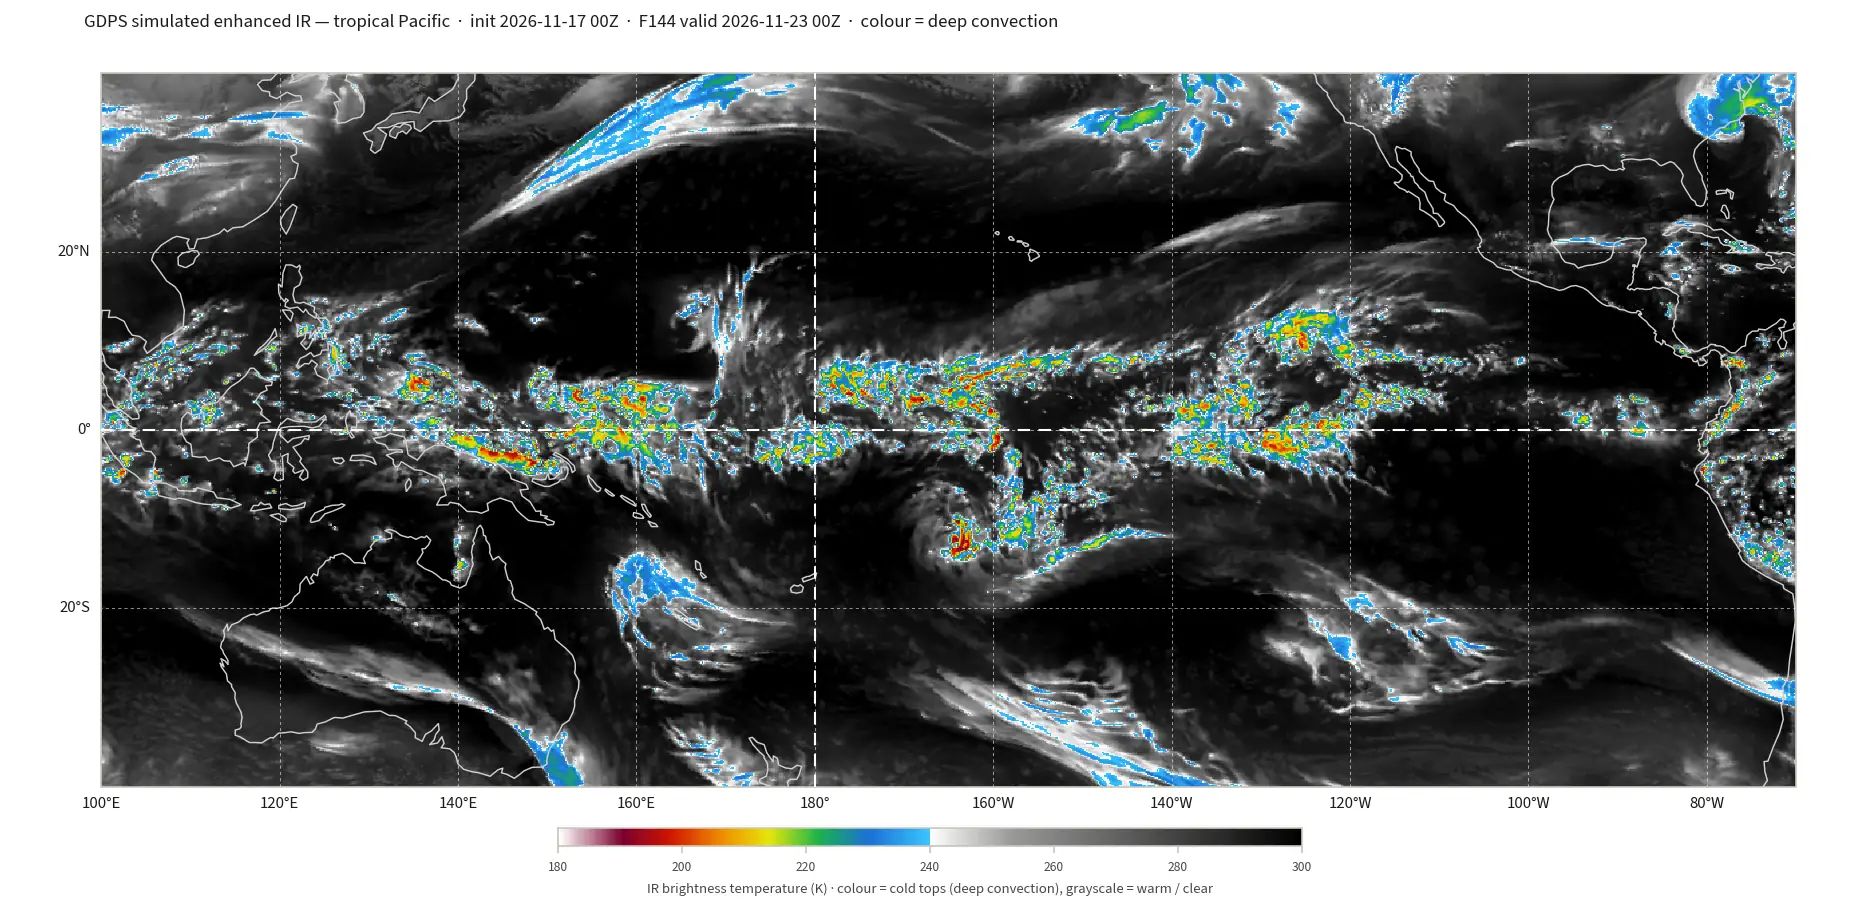 GDPS simulated enhanced IR — tropical Pacific · init 2026-11-17 00Z · F144 valid 2026-11-23 00Z · colour = deep convection
20°N
0°
20°S
100°E 120°E 140°E 160°E 180° 160°W 140°W 120°W 100°W 80°W
180 200 220 240 260 280 300
IR brightness temperature (K) · colour = cold tops (deep convection), grayscale = warm / clear